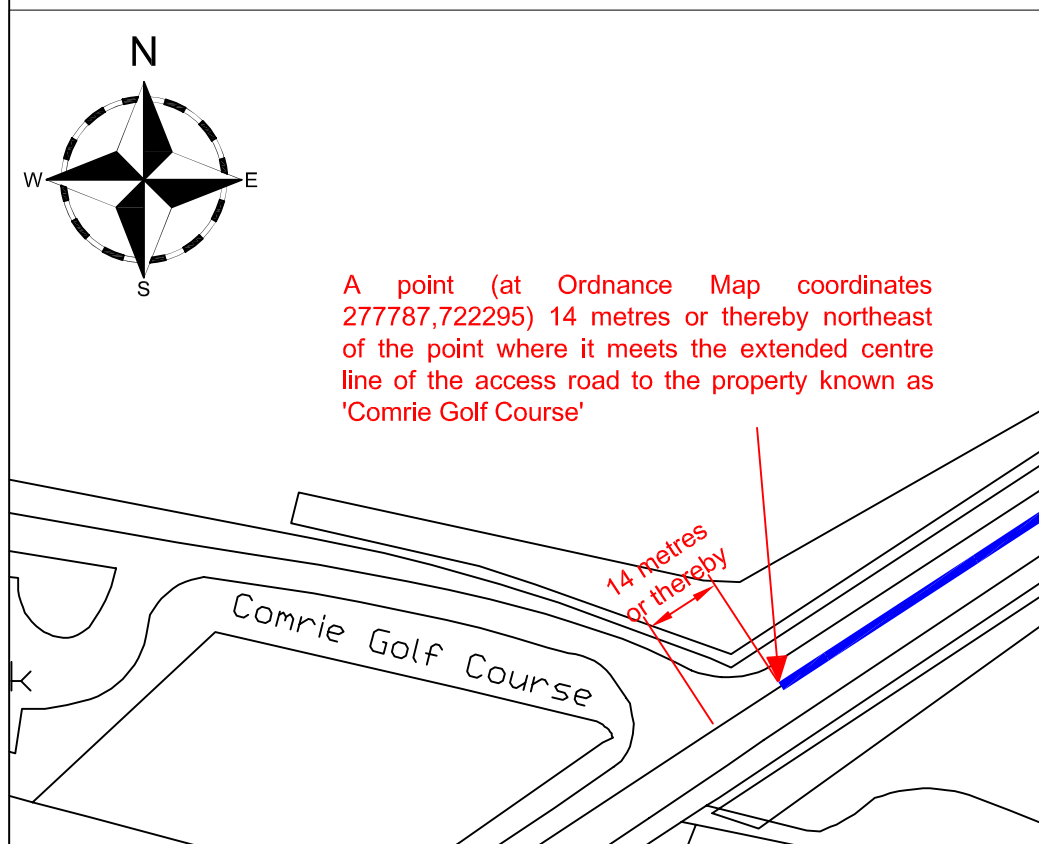 N
W
E
S
A point (at Ordnance Map coordinates
277787,722295) 14 metres or thereby northeast
of the point where it meets the extended centre
line of the access road to the property known as
'Comrie Golf Course'
14 metres
or thereby
Comrie Golf Course